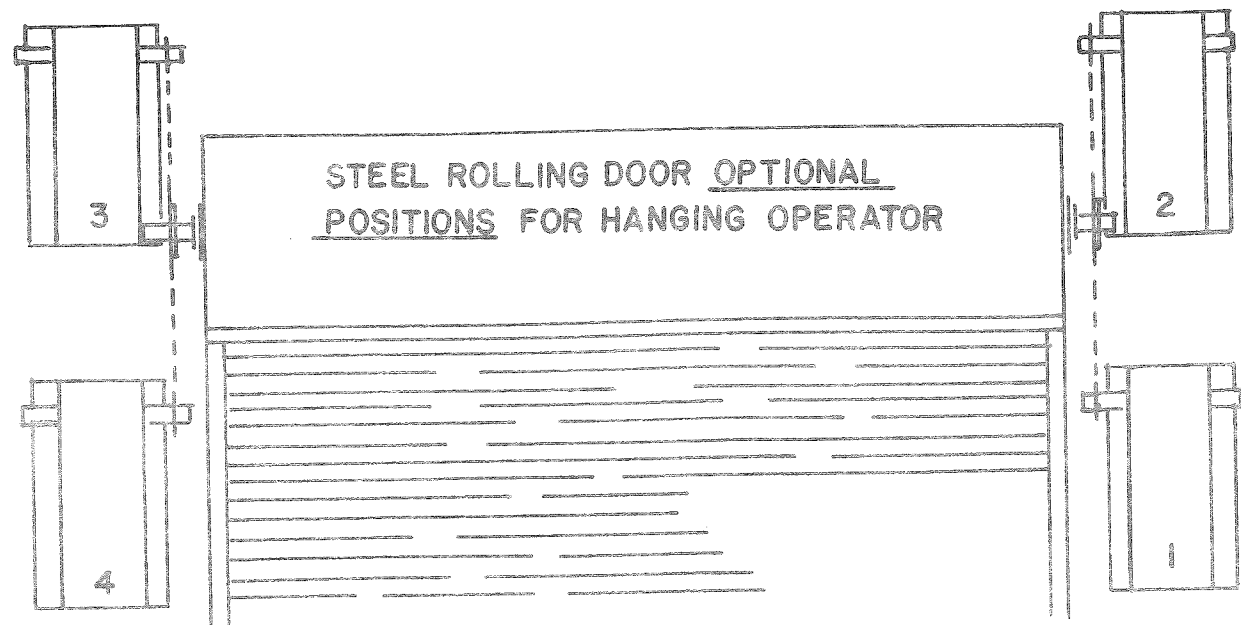 STEEL ROLLING DOOR OPTIONAL
POSITIONS FOR HANGING OPERATOR
3
2
4
1